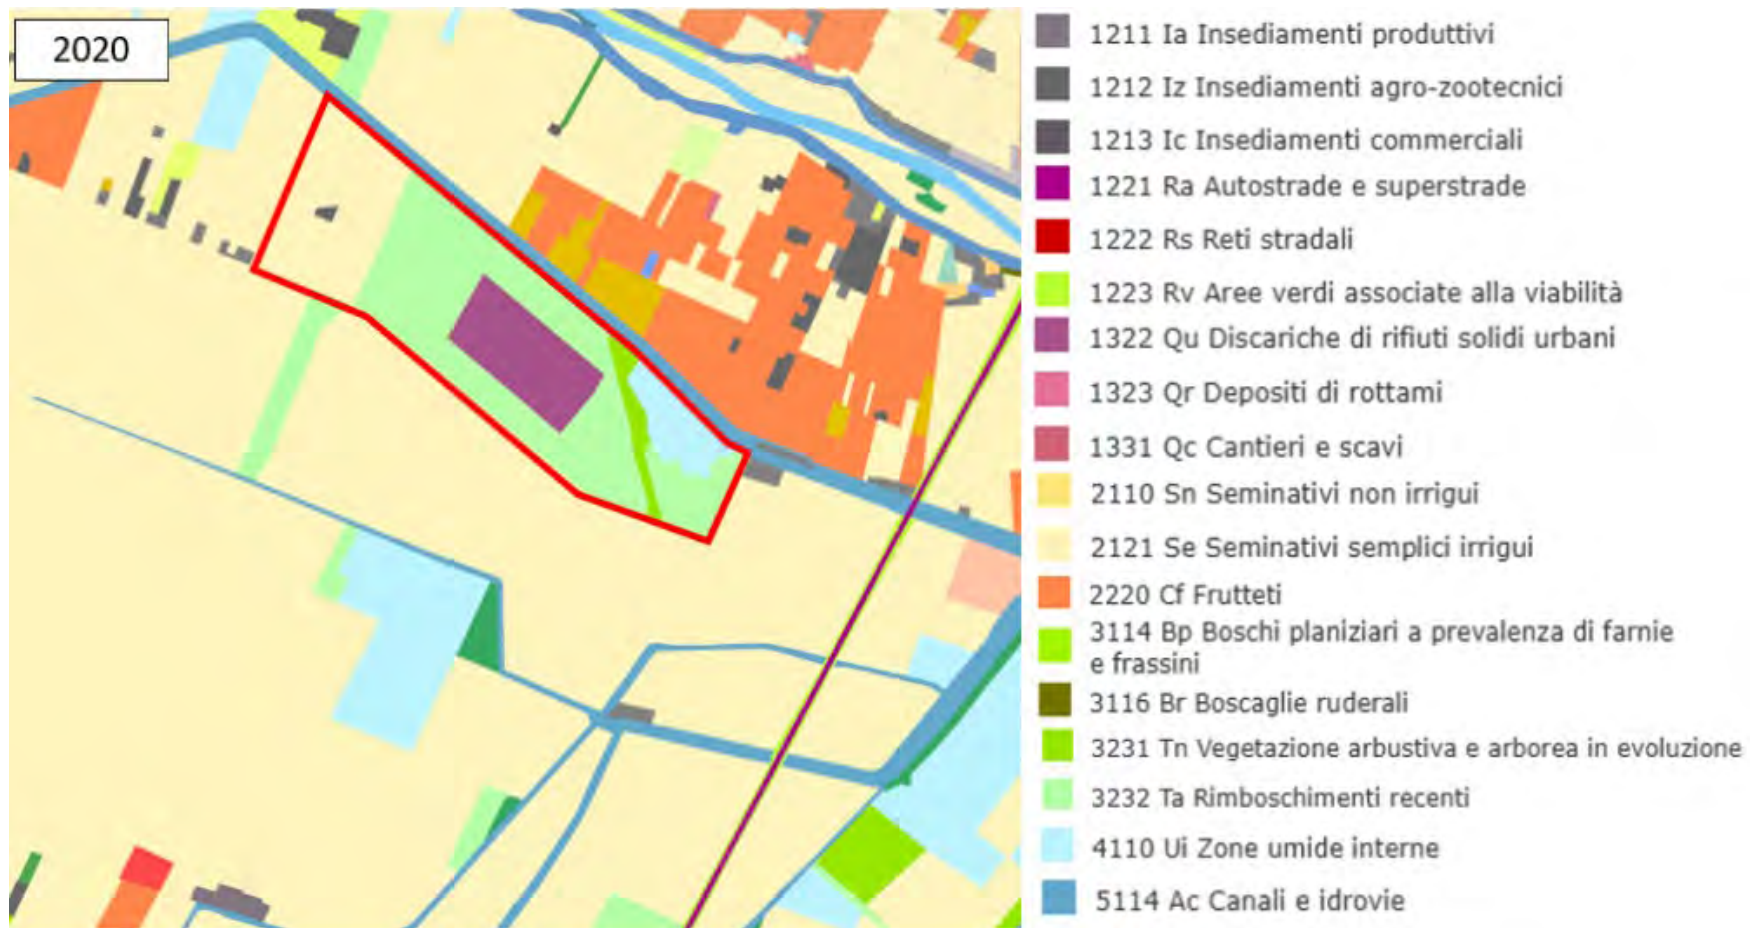 2020
1211 Ia Insediamenti produttivi
1212 Iz Insediamenti agro-zootecnici
1213 Ic Insediamenti commerciali
1221 Ra Autostrade e superstrade
1222 Rs Reti stradali
1223 Rv Aree verdi associate alla viabilità
1322 Qu Discariche di rifiuti solidi urbani
1323 Qr Depositi di rottami
1331 Qc Cantieri e scavi
2110 Sn Seminativi non irrigui
2121 Se Seminativi semplici irrigui
2220 Cf Frutteti
3114 Bp Boschi planiziari a prevalenza di farnie
e frassini
3116 Br Boscaglie ruderali
3231 Tn Vegetazione arbustiva e arborea in evoluzione
3232 Ta Rimboschimenti recenti
4110 Ui Zone umide interne
5114 Ac Canali e idrovie